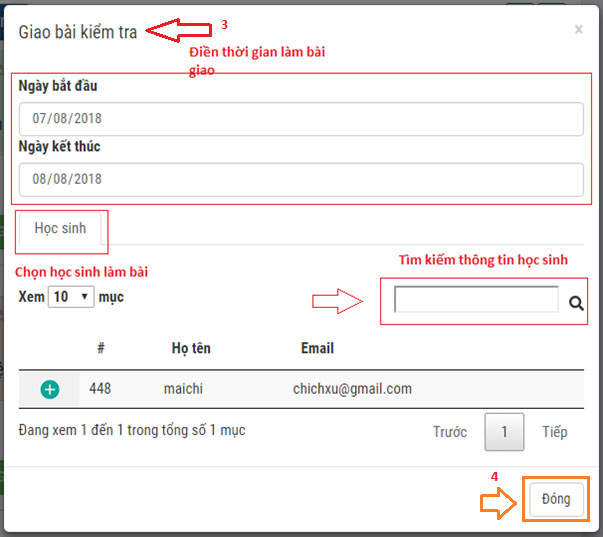 Giao bài kiểm tra
3
×
Điền thời gian làm bài
giao
Ngày bắt đầu
07/08/2018
Ngày kết thúc
08/08/2018
Học sinh
Chọn học sinh làm bài
Tìm kiếm thông tin học sinh
Xem 10 mục
# Họ tên Email
448 maichi chichxu@gmail.com
Đang xem 1 đến 1 trong tổng số 1 mục
Trước 1 Tiếp
4
Đóng